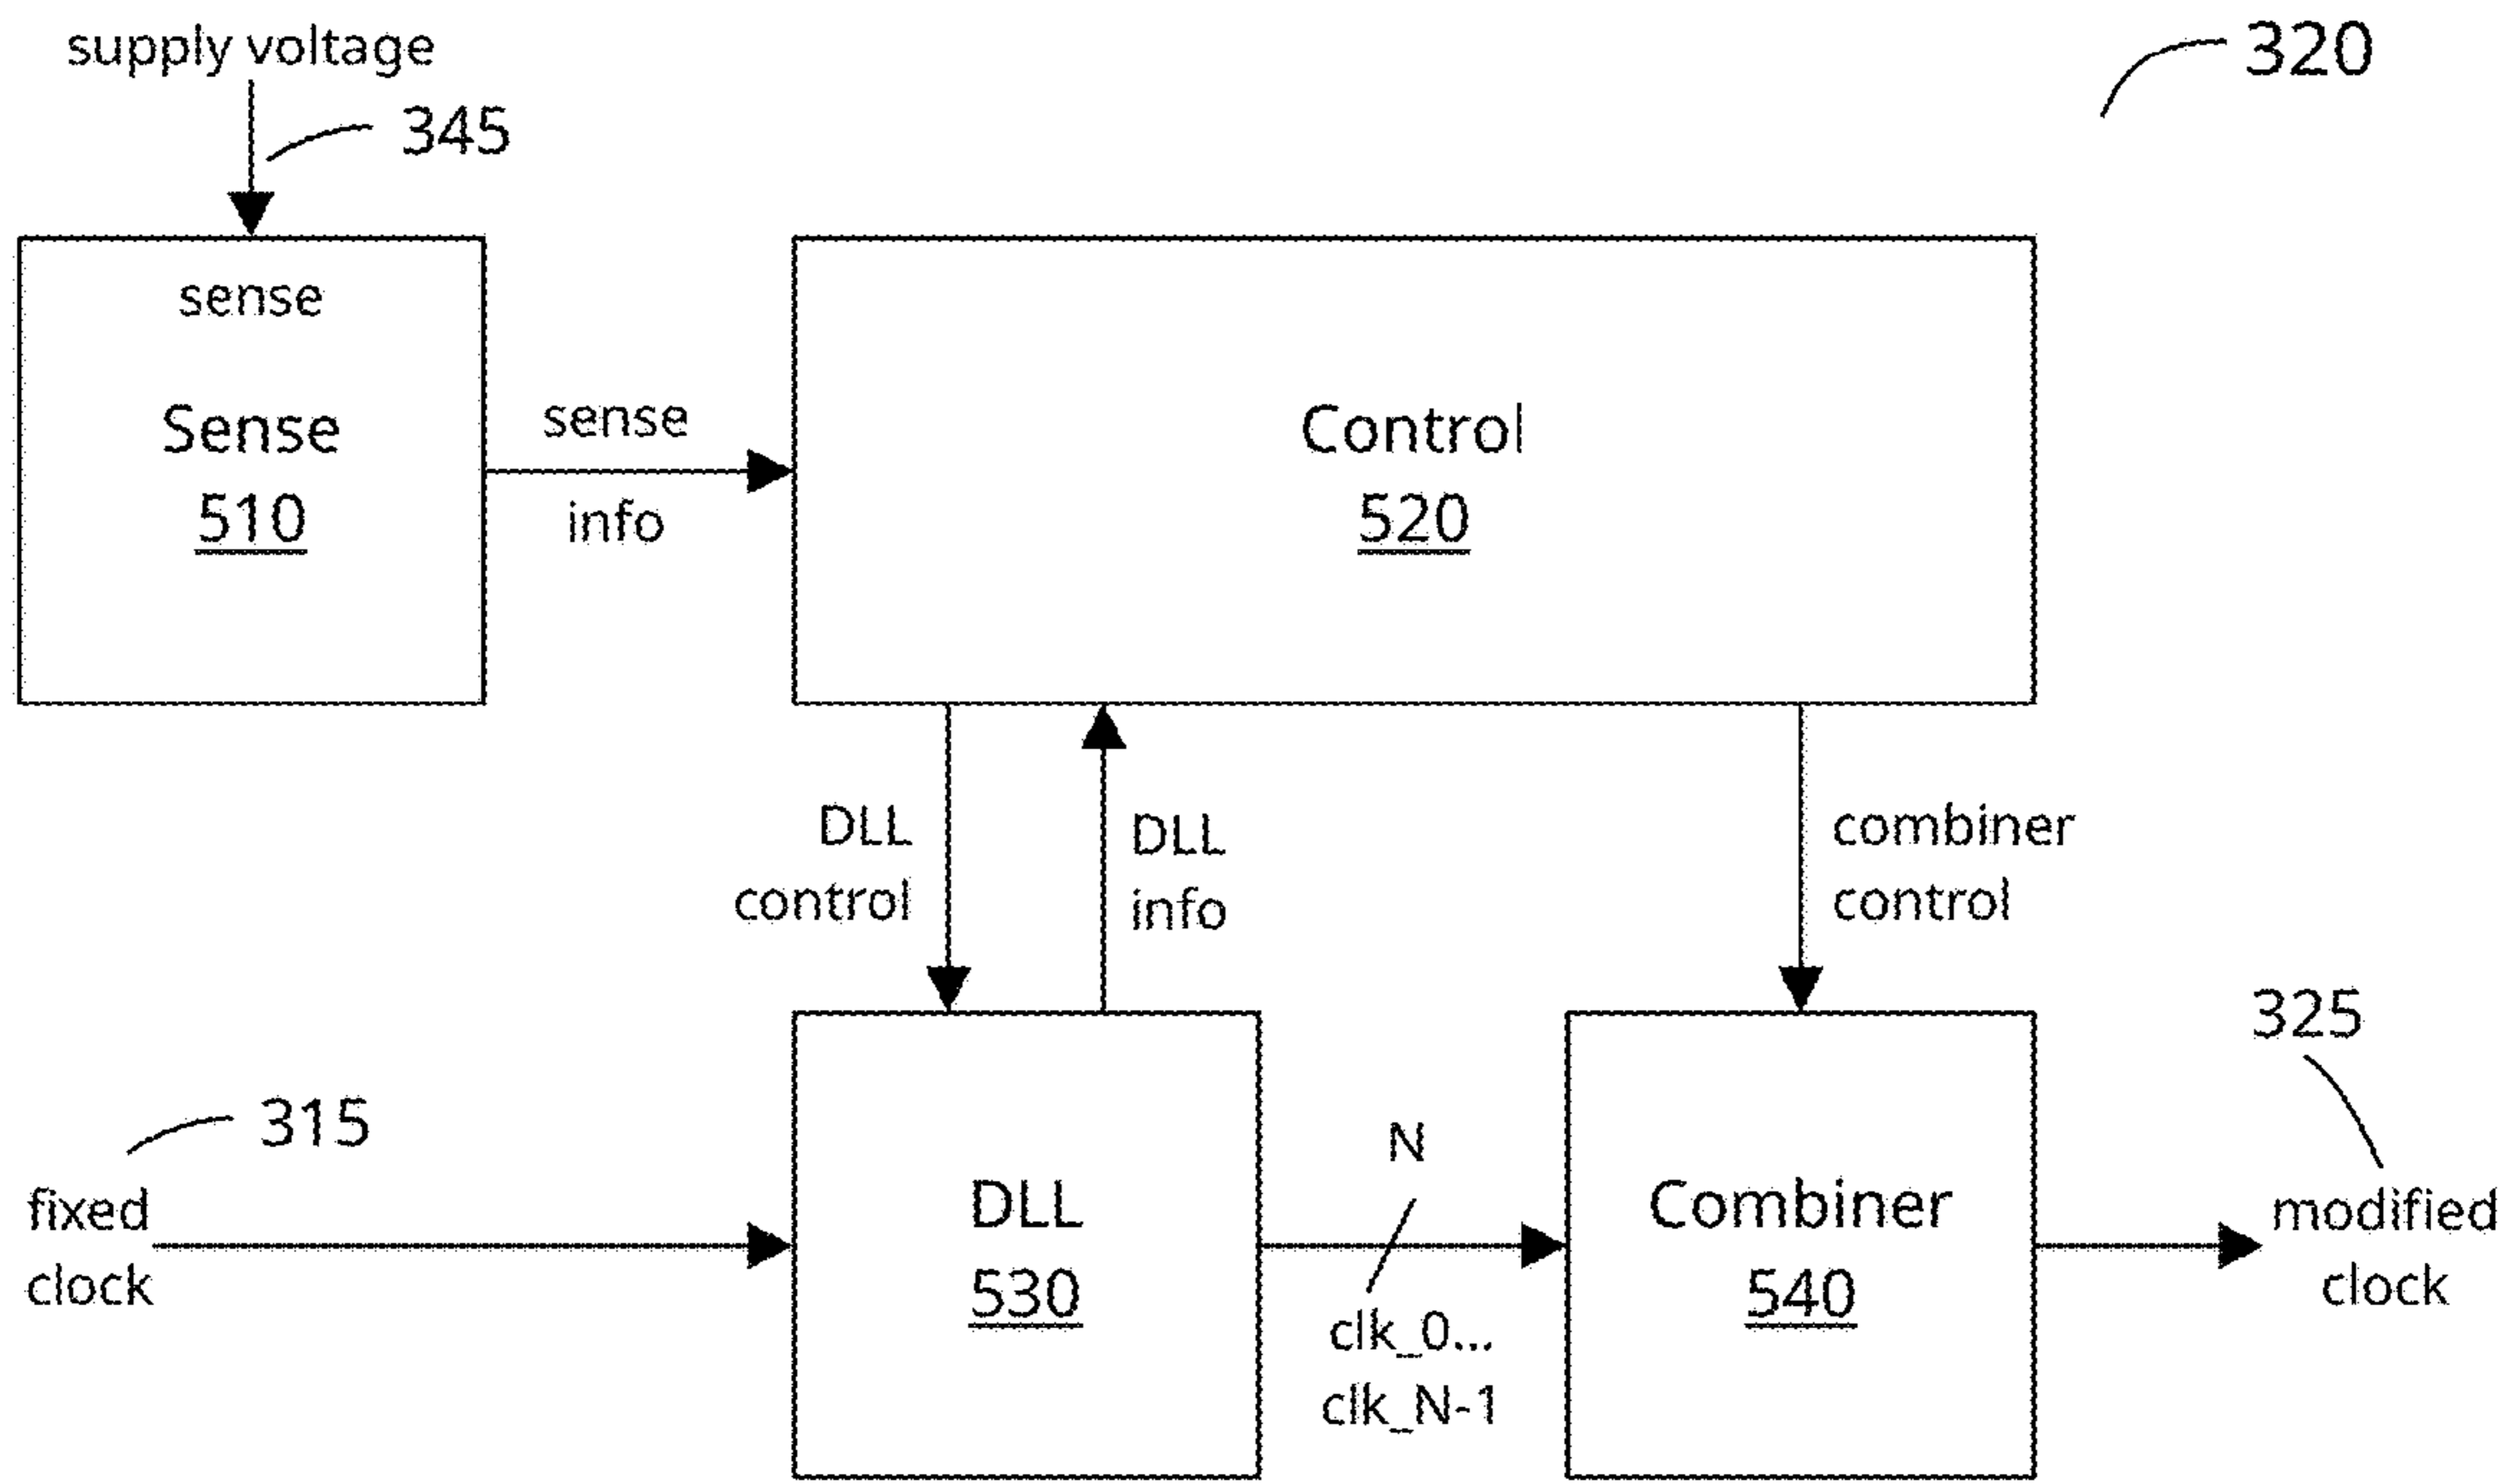 supply voltage
345
320
sense
Sense
510
sense
info
Control
520
DLL
control
DLL
info
combiner
control
315
fixed
clock
DLL
530
N
clk_0...
clk_N-1
Combiner
540
325
modified
clock